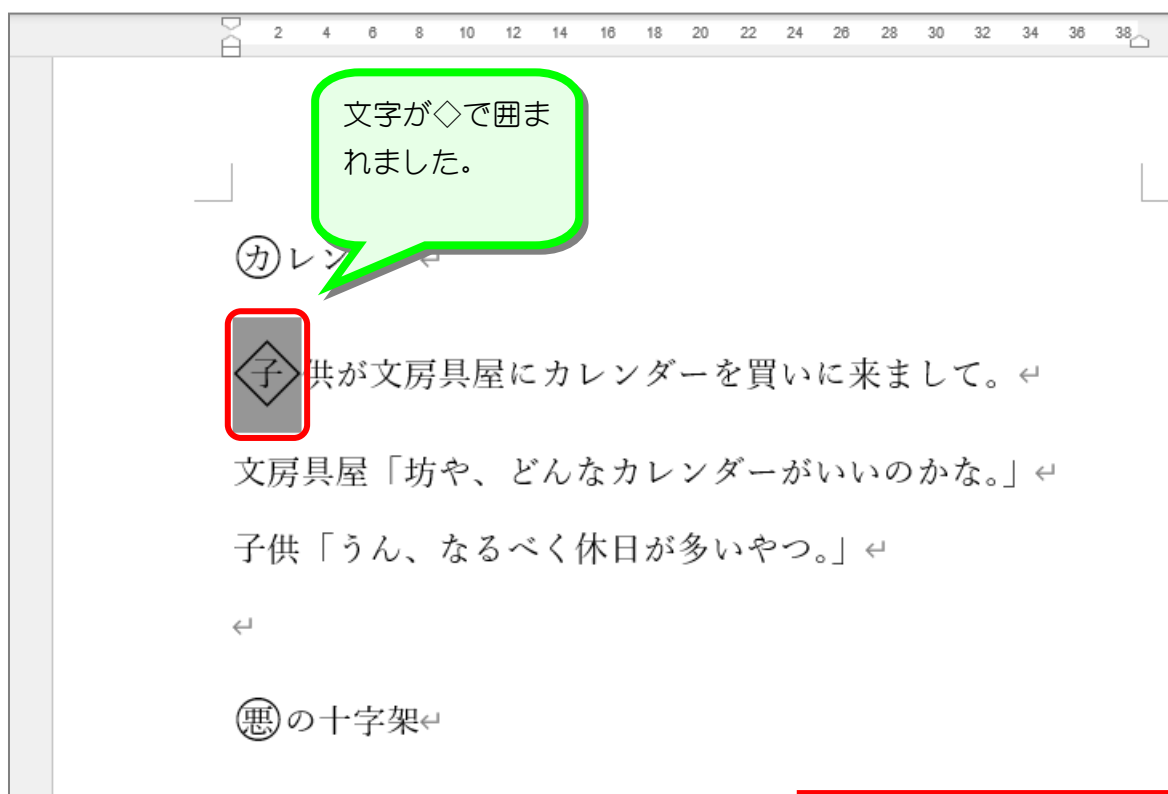 2 4 6 8 10 12 14 16 18 20 22 24 26 28 30 32 34 36 38
文字が◇で囲ま
れました。
カレン
子供が文房具屋にカレンダーを買いに来まして。
文房具屋「坊や、どんなカレンダーがいいのかな。」
子供「うん、なるべく休日が多いやつ。」
悪の十字架